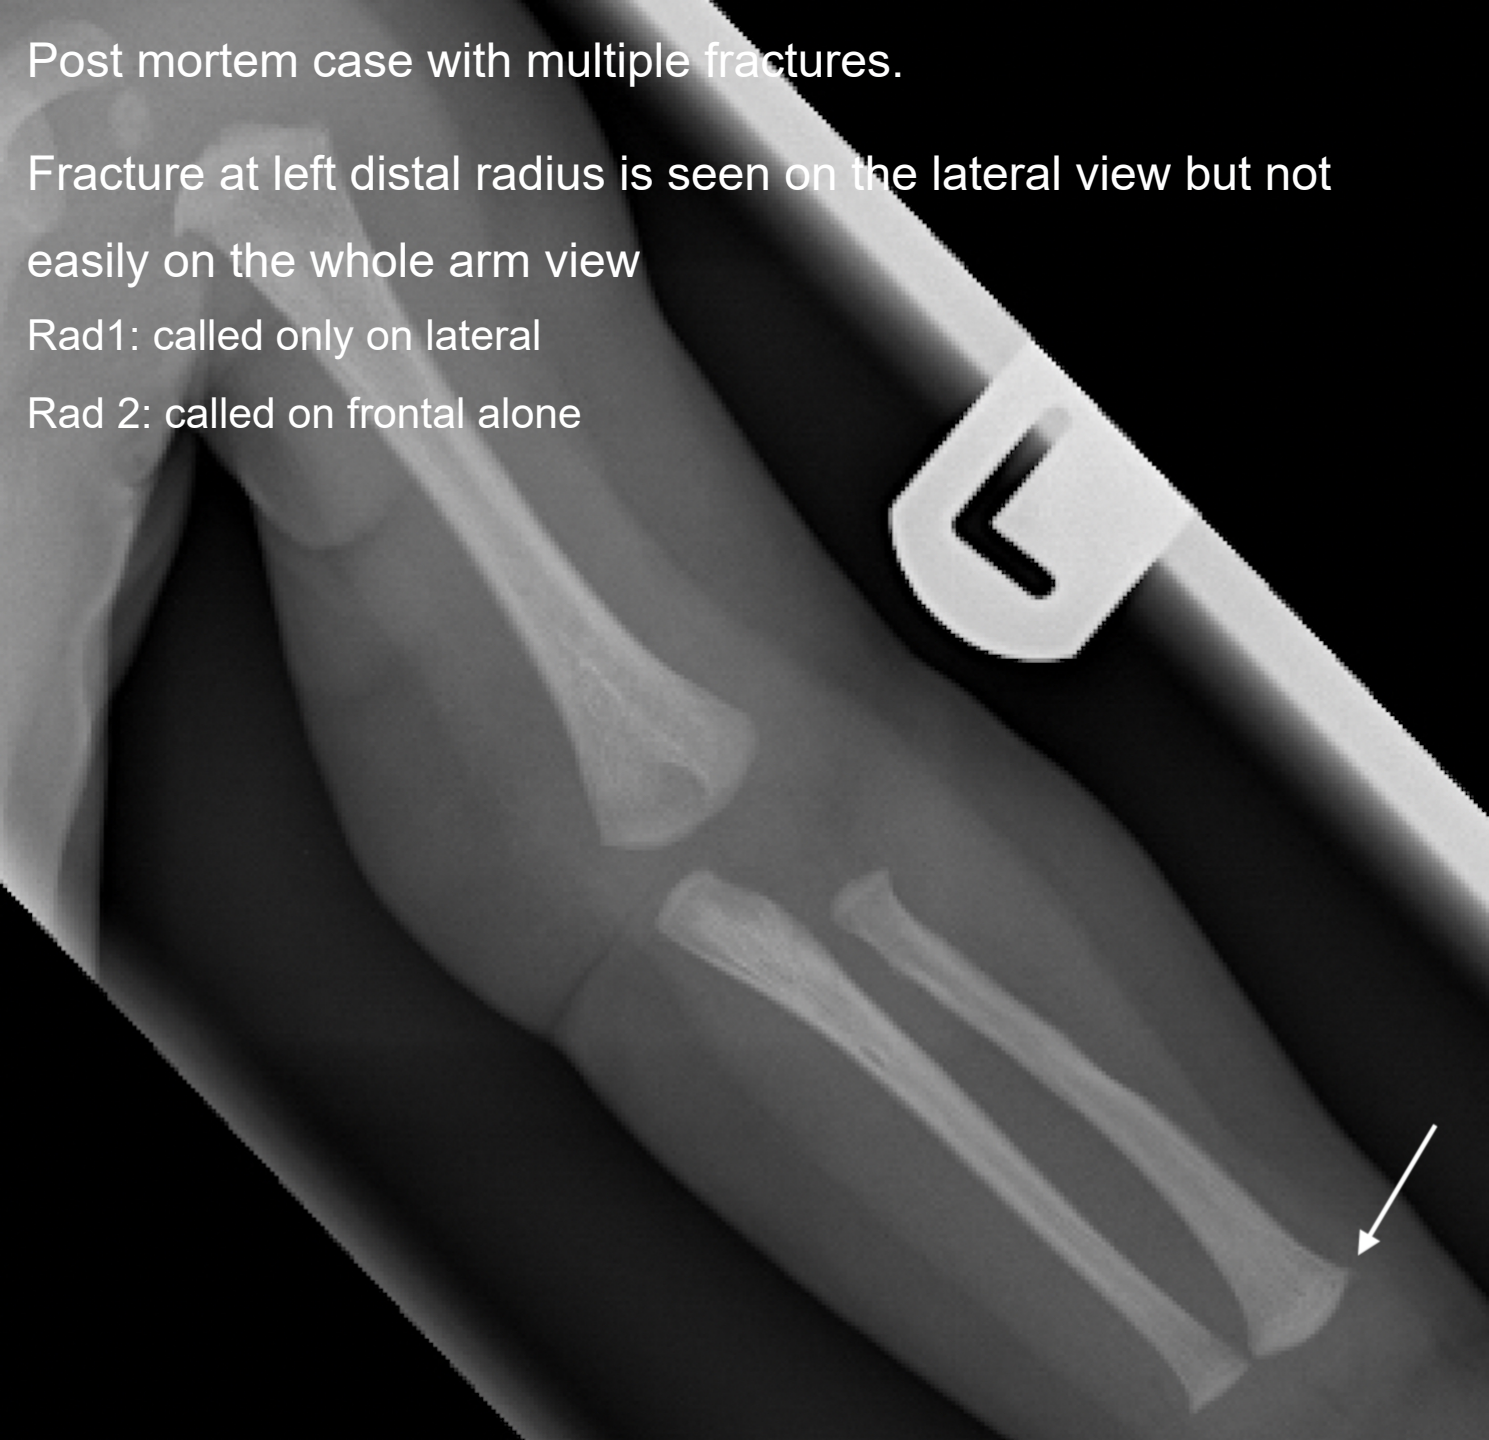 Post mortem case with multiple fractures.
Fracture at left distal radius is seen on the lateral view but not
easily on the whole arm view
Rad1: called only on lateral
Rad 2: called on frontal alone
L